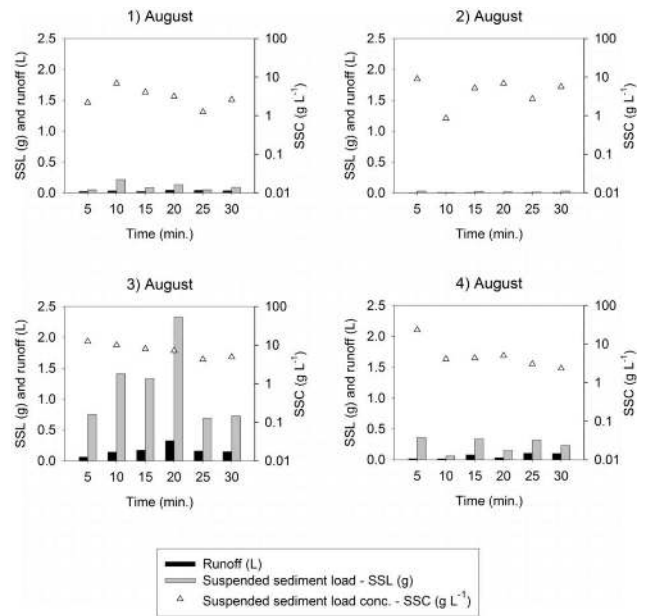 1) August
2.5
2.0
1.5
1.0
0.5
0.0
SSL (g) and runoff (L)
100
10
1
0.1
0.01
SSC (g L⁻¹)
5 10 15 20 25 30
Time (min.)
2) August
2.5
2.0
1.5
1.0
0.5
0.0
SSL (g) and runoff (L)
100
10
1
0.1
0.01
SSC (g L⁻¹)
5 10 15 20 25 30
Time (min.)
3) August
2.5
2.0
1.5
1.0
0.5
0.0
SSL (g) and runoff (L)
100
10
1
0.1
0.01
SSC (g L⁻¹)
5 10 15 20 25 30
Time (min.)
4) August
2.5
2.0
1.5
1.0
0.5
0.0
SSL (g) and runoff (L)
100
10
1
0.1
0.01
SSC (g L⁻¹)
5 10 15 20 25 30
Time (min.)
Runoff (L)
Suspended sediment load - SSL (g)
Suspended sediment load conc. - SSC (g L⁻¹)